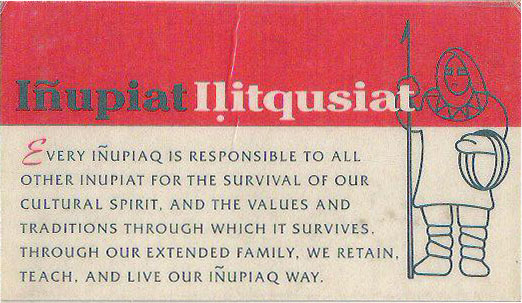 Iñupiat Iḷitqusiat
EVERY IÑUPIAQ IS RESPONSIBLE TO ALL
OTHER INUPIAT FOR THE SURVIVAL OF OUR
CULTURAL SPIRIT, AND THE VALUES AND
TRADITIONS THROUGH WHICH IT SURVIVES.
THROUGH OUR EXTENDED FAMILY, WE RETAIN,
TEACH, AND LIVE OUR IÑUPIAQ WAY.